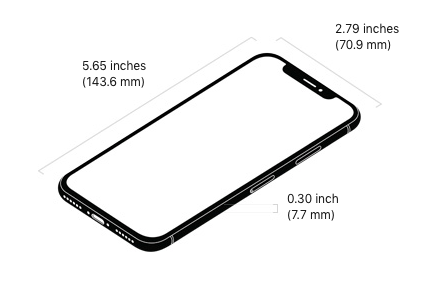 2.79 inches
(70.9 mm)
5.65 inches
(143.6 mm)
0.30 inch
(7.7 mm)